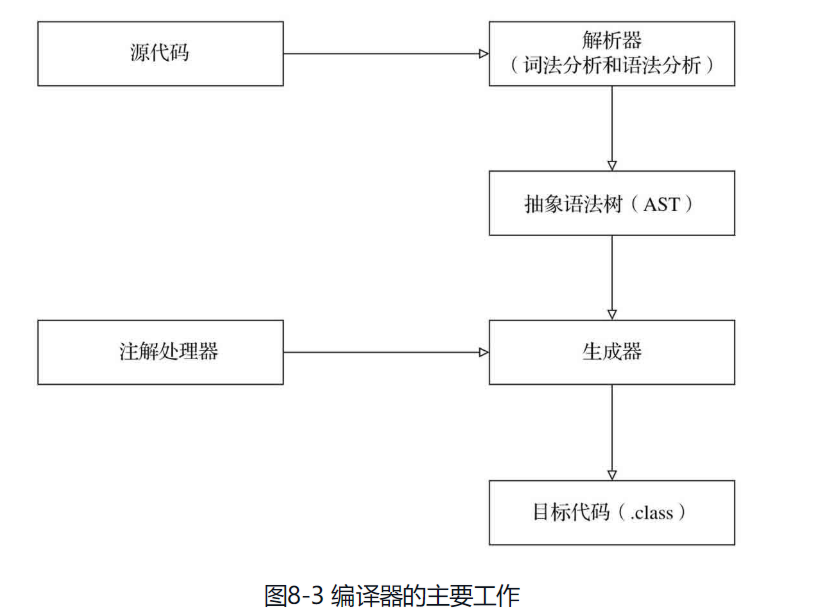 源代码
解析器
（词法分析和语法分析）
抽象语法树（AST）
注解处理器
生成器
目标代码（.class）
图8-3 编译器的主要工作